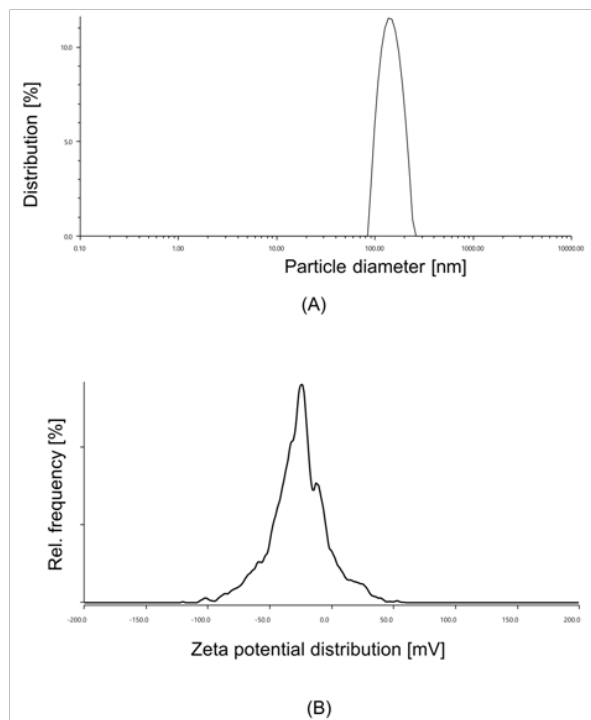 10.0
Distribution [%]
5.0
0.0
0.10 1.00 10.00 100.00 1000.00 10000.00
Particle diameter [nm]
(A)
Rel. frequency [%]
-200.0 -150.0 -100.0 -50.0 0.0 50.0 100.0 150.0 200.0
Zeta potential distribution [mV]
(B)